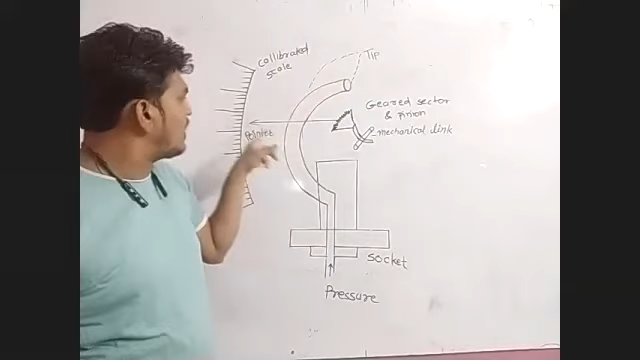 Callibrated
scale
Tip
Geared sector
& pinion
Pointer
mechanical link
socket
Pressure